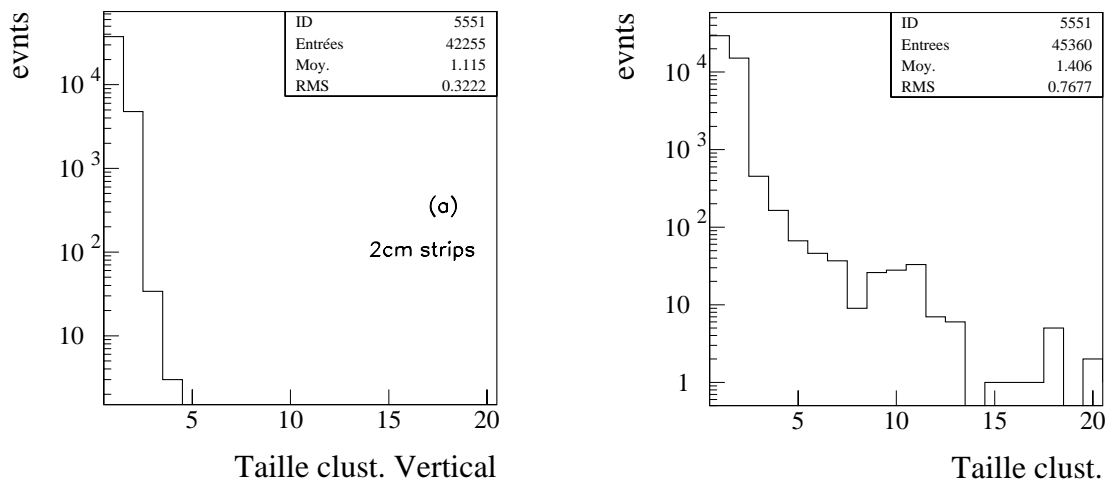 evnts
ID 5551
Entrées 42255
Moy. 1.115
RMS 0.3222
10^4
10^3
10^2
10
(a)
2cm strips
5 10 15 20
Taille clust. Vertical
evnts
ID 5551
Entrees 45360
Moy. 1.406
RMS 0.7677
10^4
10^3
10^2
10
1
5 10 15 20
Taille clust.